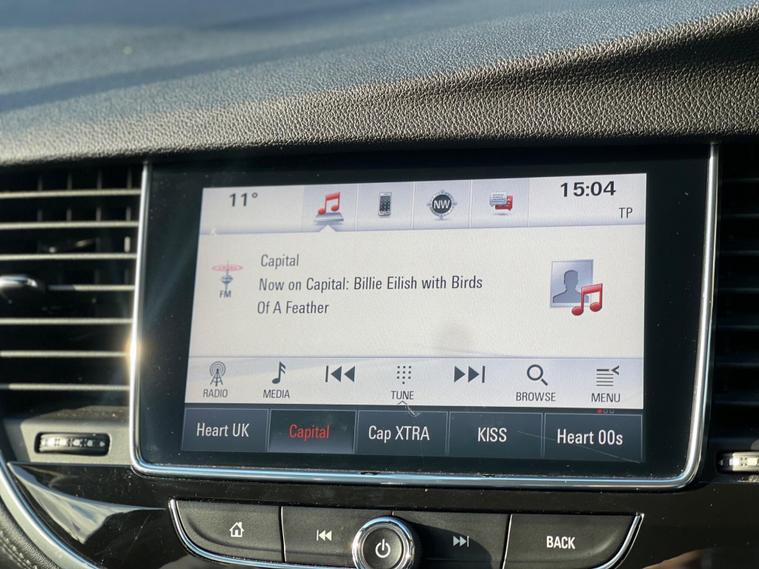 11°
NW
15:04
TP
Capital
Now on Capital: Billie Eilish with Birds
Of A Feather
FM
RADIO MEDIA TUNE BROWSE MENU
Heart UK Capital Cap XTRA KISS Heart 00s
BACK